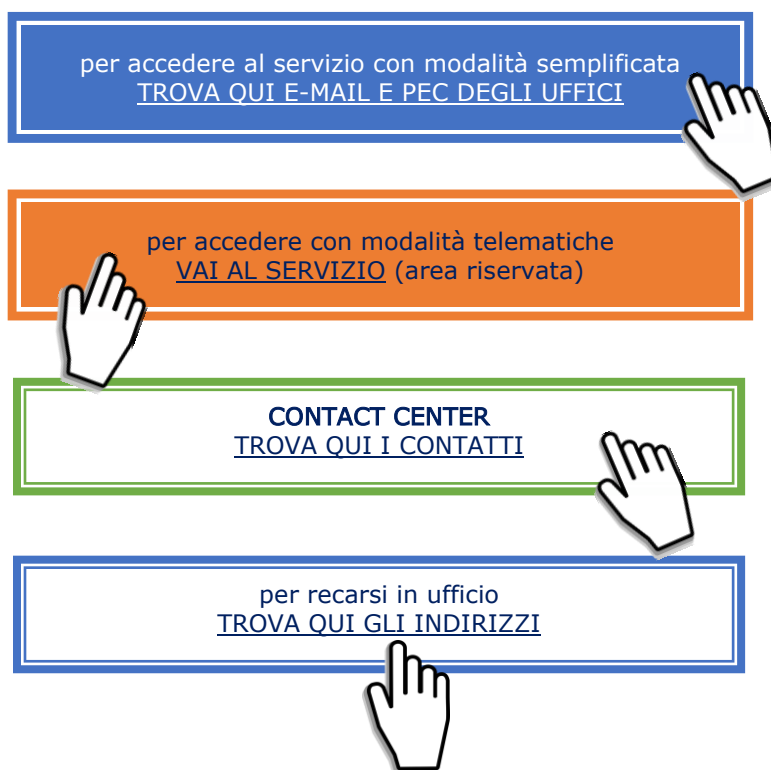 per accedere al servizio con modalità semplificata
TROVA QUI E-MAIL E PEC DEGLI UFFICI
per accedere con modalità telematiche
VAI AL SERVIZIO (area riservata)
CONTACT CENTER
TROVA QUI I CONTATTI
per recarsi in ufficio
TROVA QUI GLI INDIRIZZI